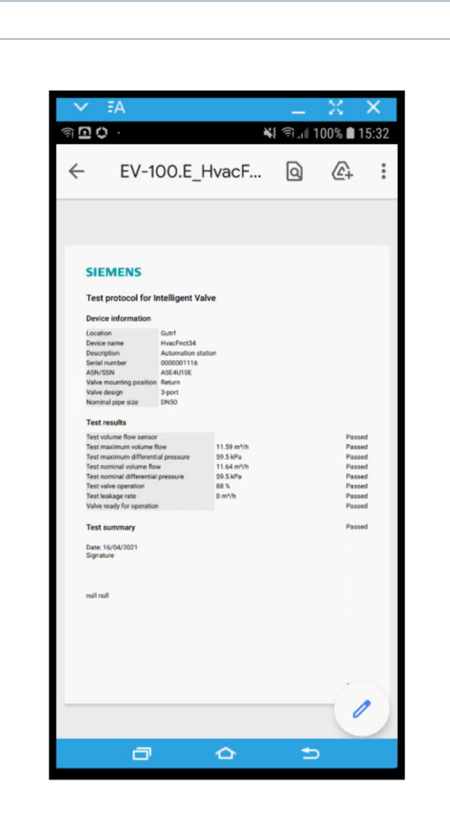 100% 15:32
EV-100.E_HvacF...
SIEMENS
Test protocol for Intelligent Valve
Device information
Location Gutrf
Device name HvacFnct34
Description Automation station
Serial number 0000001116
ASN/SSN ASE4U10E
Valve mounting position Return
Valve design 3-port
Nominal pipe size DN50
Test results
Test volume flow sensor Passed
Test maximum volume flow 11.59 m³/h Passed
Test maximum differential pressure 59.5 kPa Passed
Test nominal volume flow 11.64 m³/h Passed
Test nominal differential pressure 59.5 kPa Passed
Test valve operation 88 % Passed
Test leakage rate 0 m³/h Passed
Valve ready for operation Passed
Test summary Passed
Date: 16/04/2021
Signature
null null